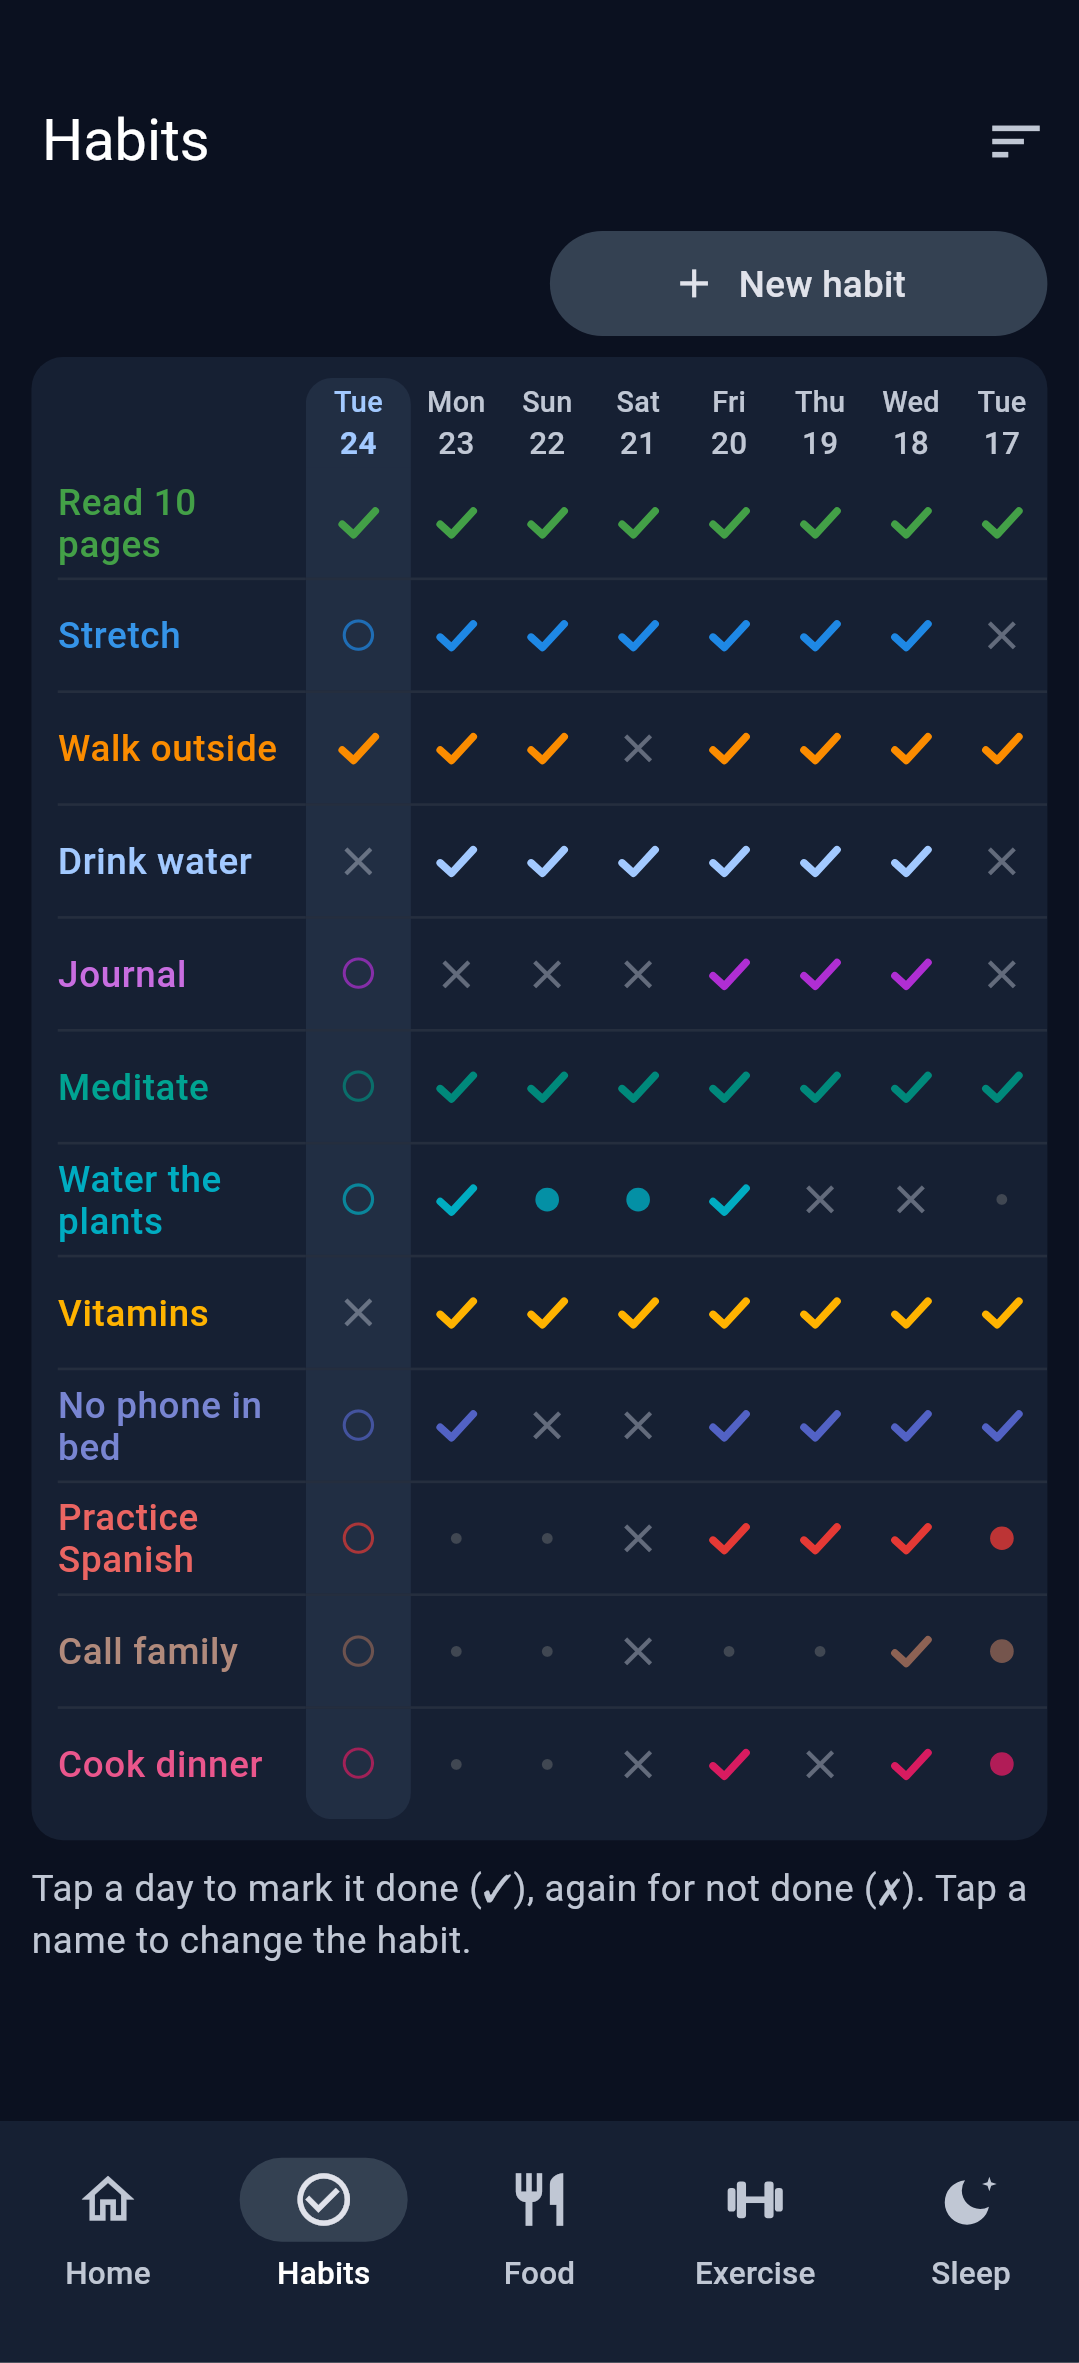 Habits
+ New habit
Tue Mon Sun Sat Fri Thu Wed Tue
24 23 22 21 20 19 18 17
Read 10
pages
Stretch
Walk outside
Drink water
Journal
Meditate
Water the
plants
Vitamins
No phone in
bed
Practice
Spanish
Call family
Cook dinner
Tap a day to mark it done (✓), again for not done (✗). Tap a
name to change the habit.
Home Habits Food Exercise Sleep